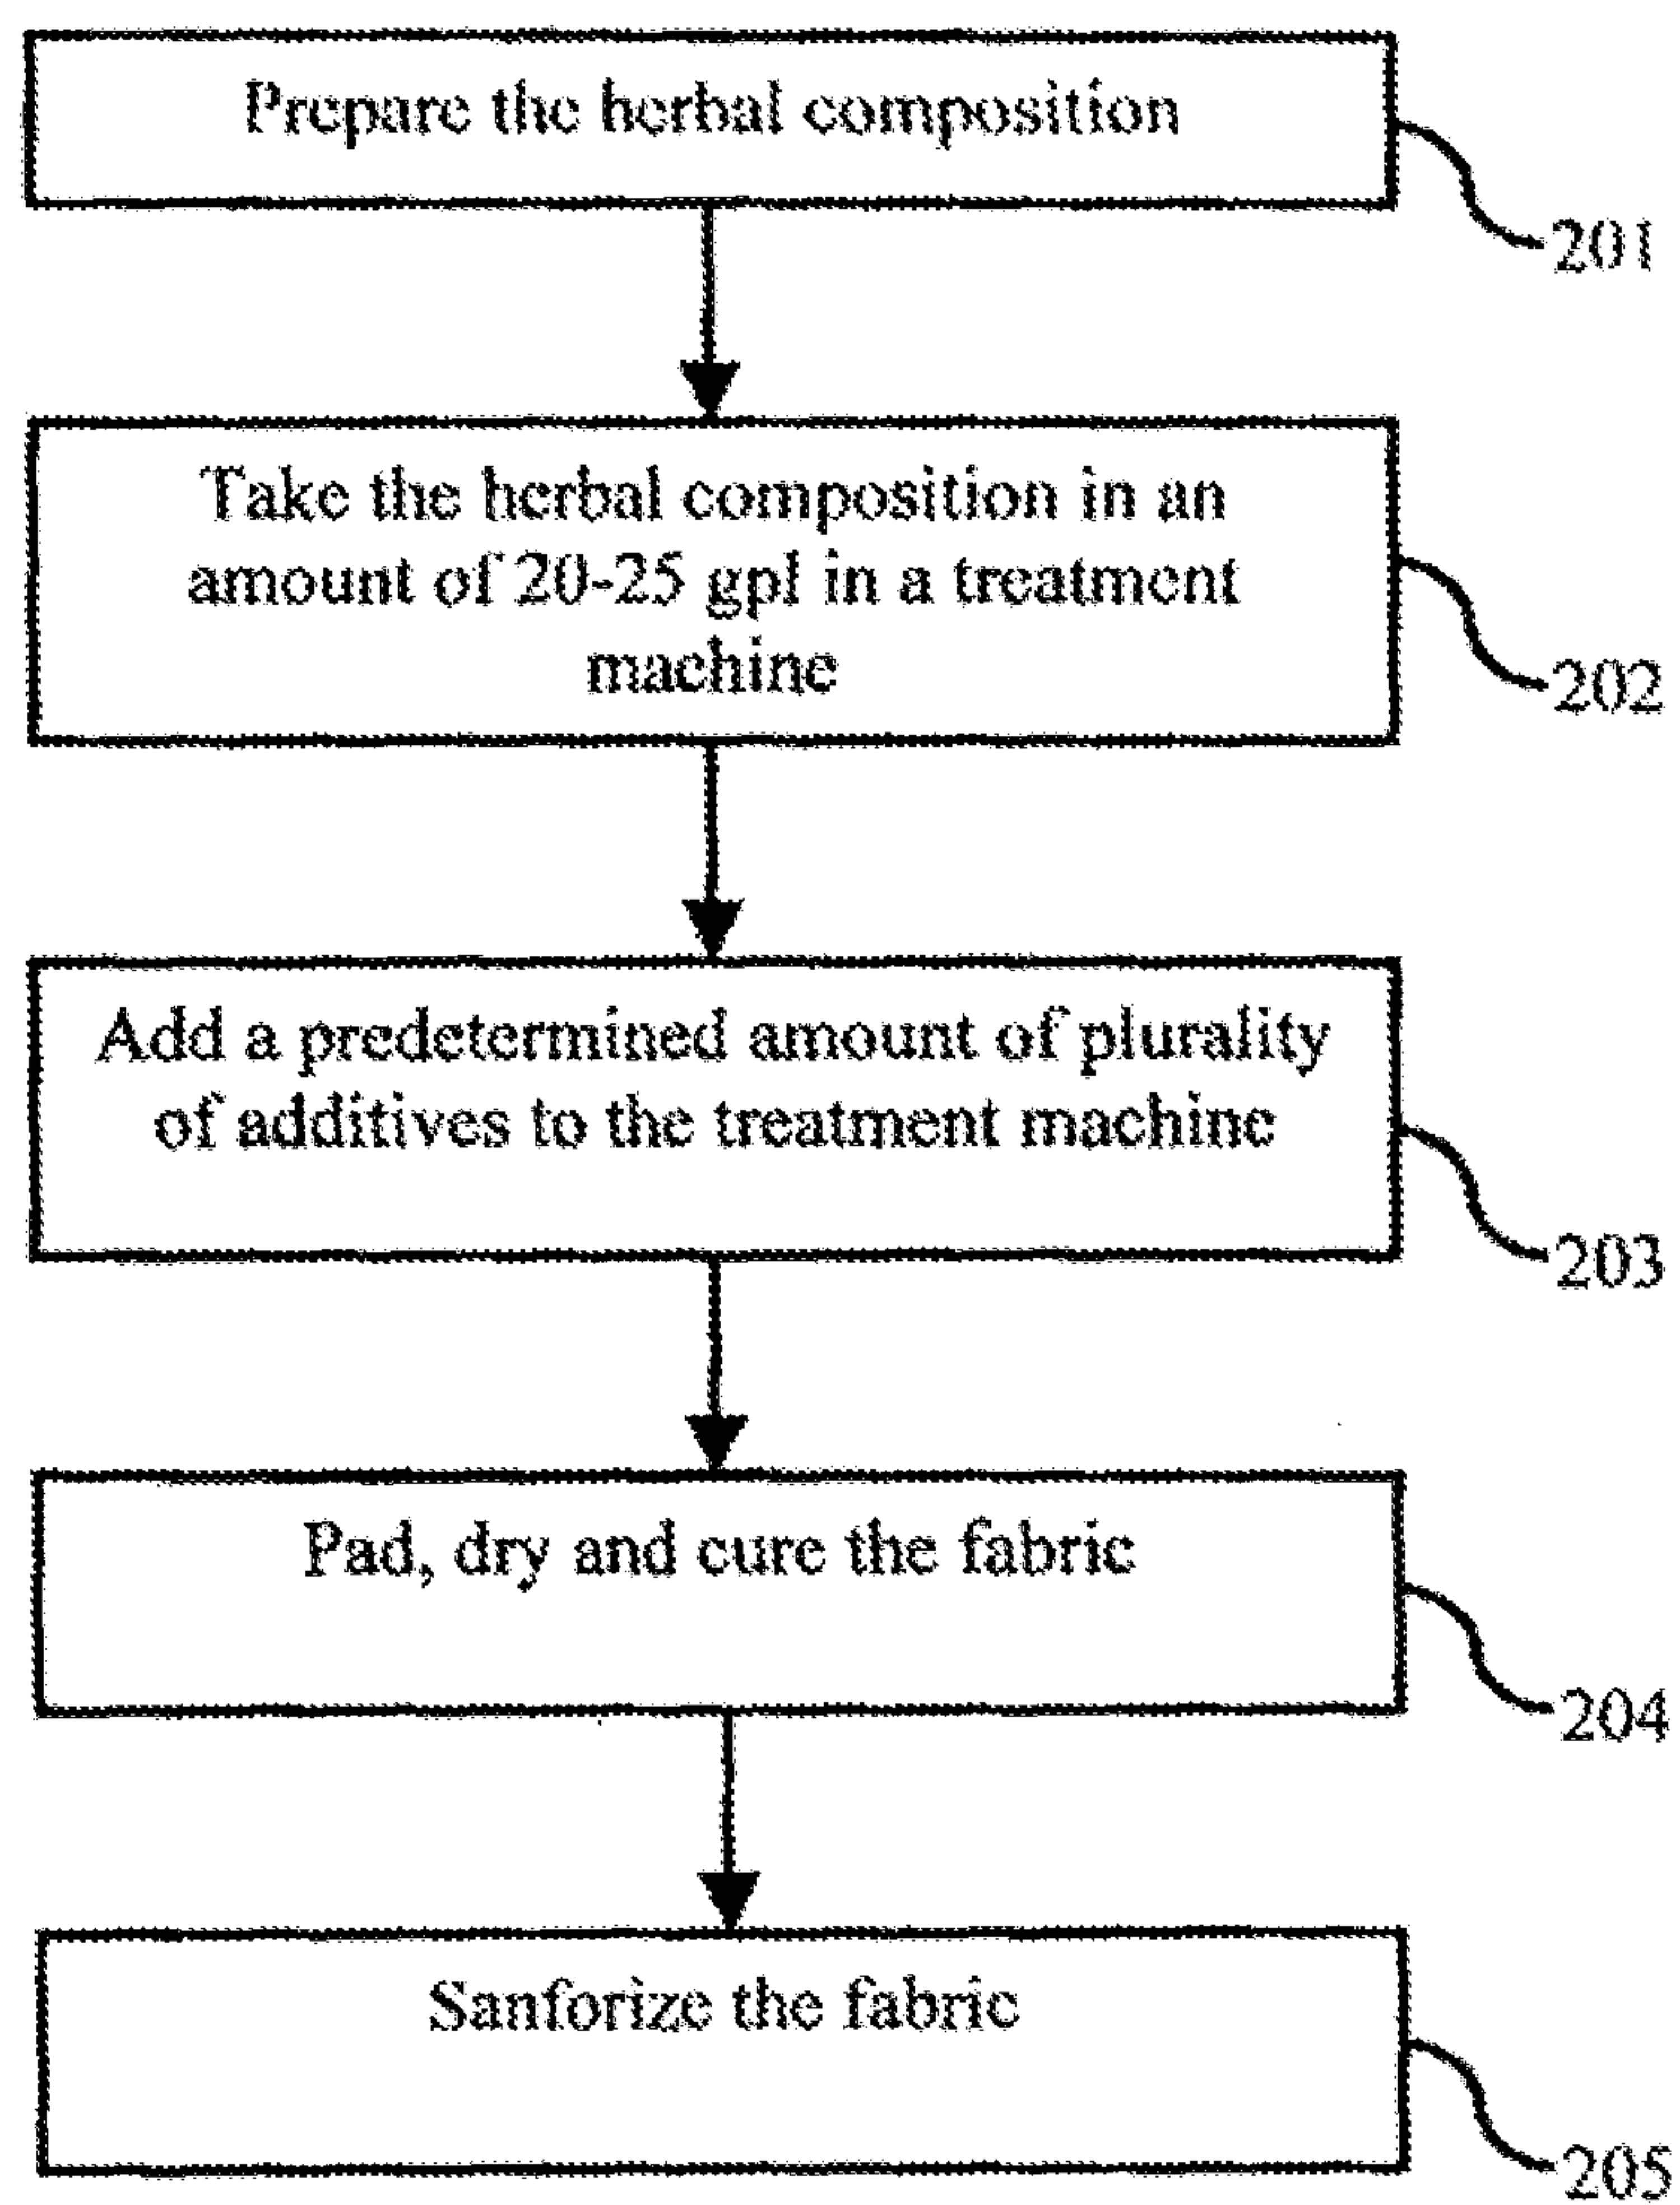 Prepare the herbal composition
201
Take the herbal composition in an
amount of 20-25 gpl in a treatment
machine
202
Add a predetermined amount of plurality
of additives to the treatment machine
203
Pad, dry and cure the fabric
204
Sanforize the fabric
205